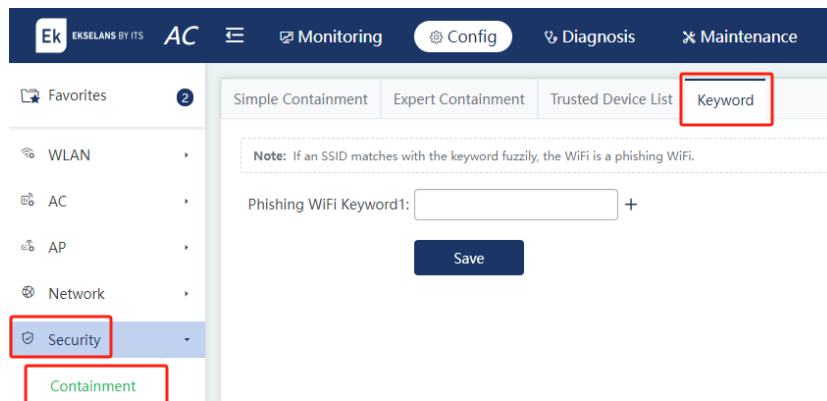 Ek EKSELANS BY ITS AC Monitoring Config Diagnosis Maintenance
Favorites 2
Simple Containment Expert Containment Trusted Device List Keyword
WLAN
Note: If an SSID matches with the keyword fuzzily, the WiFi is a phishing WiFi.
AC
Phishing WiFi Keyword1: +
AP
Save
Network
Security
Containment